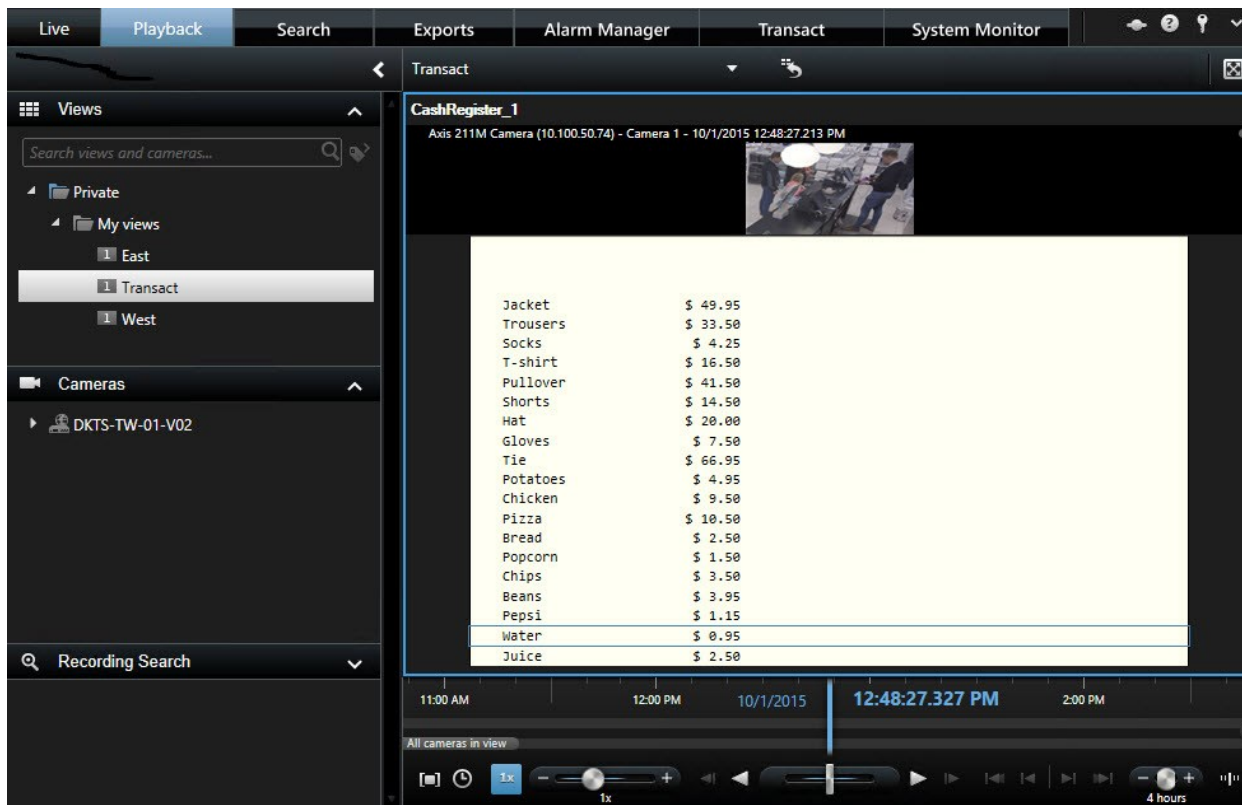 Live Playback Search Exports Alarm Manager Transact System Monitor
Transact
Views
Search views and cameras...
Private
My views
1 East
1 Transact
1 West
Cameras
DKTS-TW-01-V02
Recording Search
CashRegister_1
Axis 211M Camera (10.100.50.74) - Camera 1 - 10/1/2015 12:48:27.213 PM
Jacket $ 49.95
Trousers $ 33.50
Socks $ 4.25
T-shirt $ 16.50
Pullover $ 41.50
Shorts $ 14.50
Hat $ 20.00
Gloves $ 7.50
Tie $ 66.95
Potatoes $ 4.95
Chicken $ 9.50
Pizza $ 10.50
Bread $ 2.50
Popcorn $ 1.50
Chips $ 3.50
Beans $ 3.95
Pepsi $ 1.15
Water $ 0.95
Juice $ 2.50
11:00 AM 12:00 PM 10/1/2015 12:48:27.327 PM 2:00 PM
All cameras in view
1x
1x
4 hours